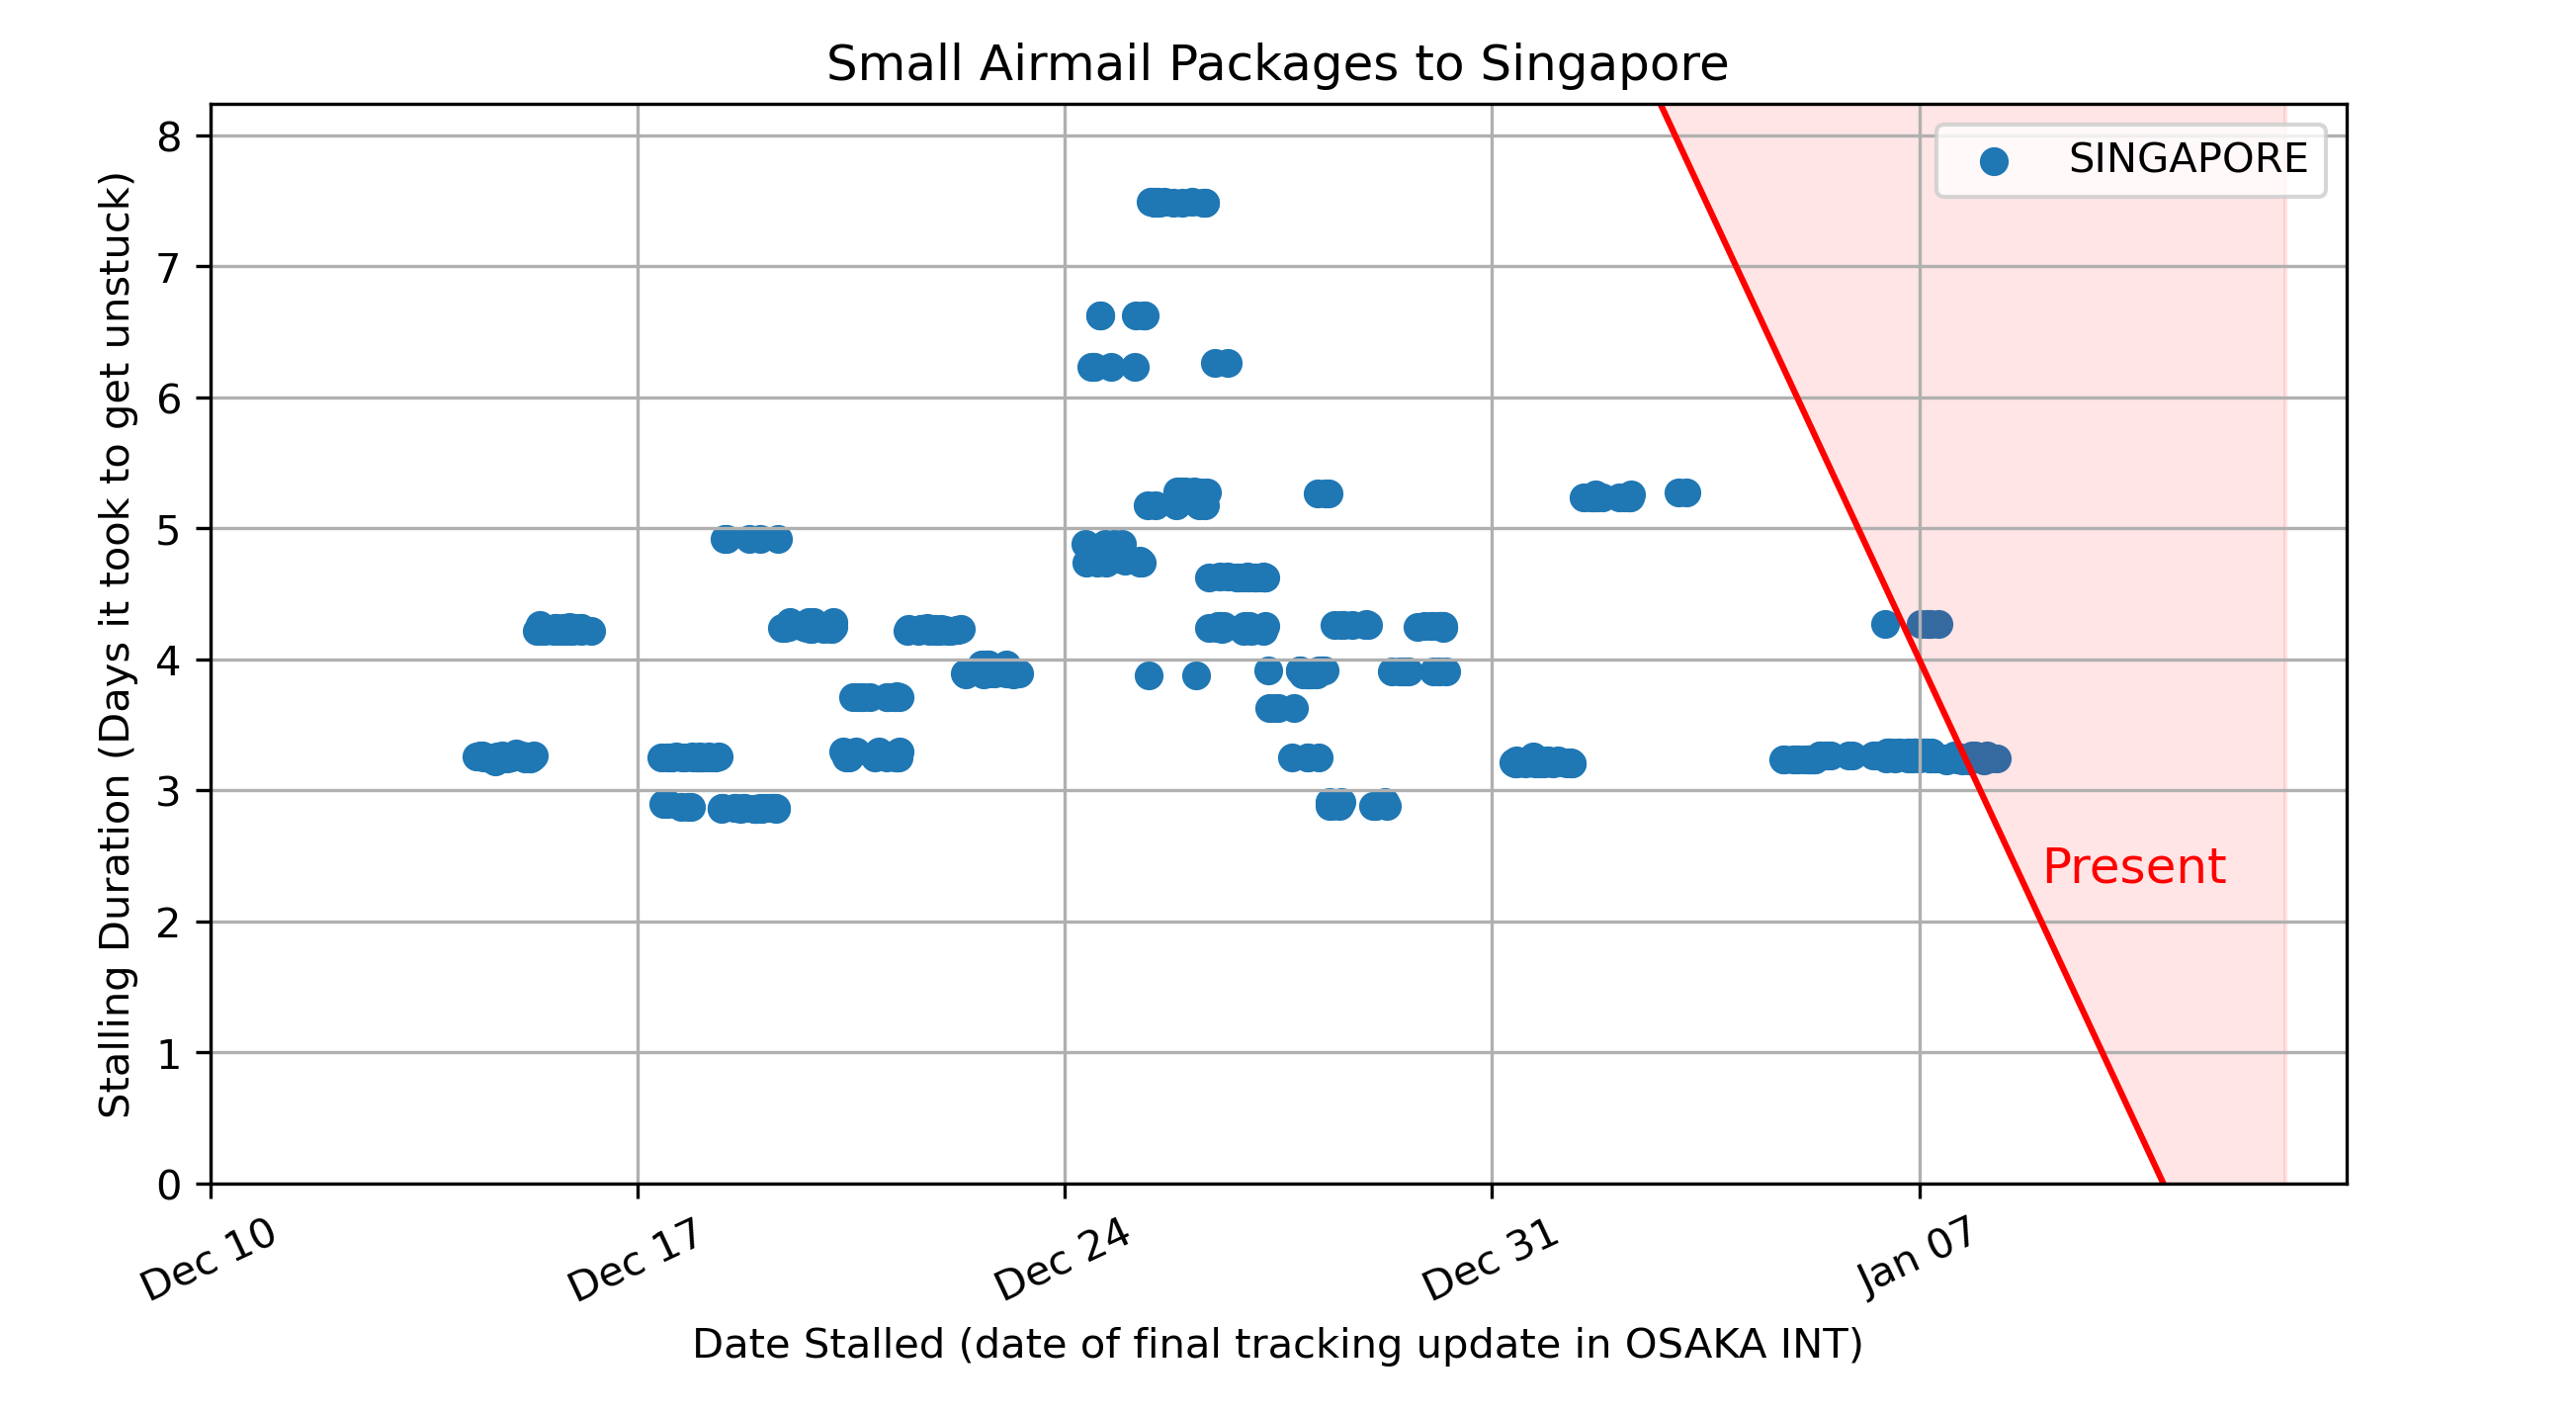 Small Airmail Packages to Singapore
SINGAPORE
Stalling Duration (Days it took to get unstuck)
8
7
6
5
4
3
2
1
0
Present
Dec 10
Dec 17
Dec 24
Dec 31
Jan 07
Date Stalled (date of final tracking update in OSAKA INT)